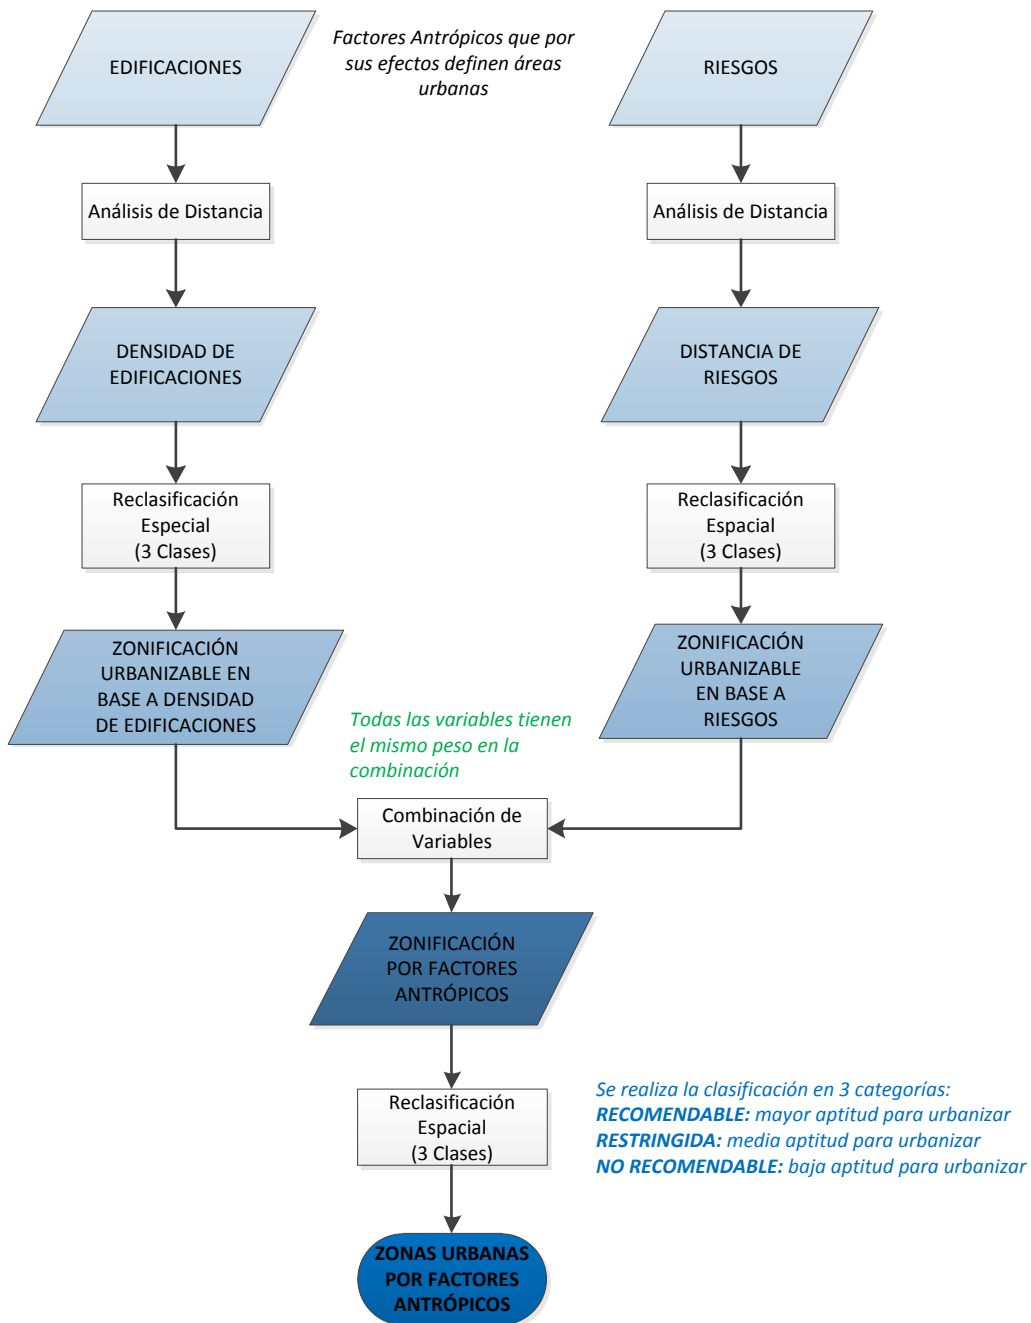 EDIFICACIONES
Factores Antrópicos que por
sus efectos definen áreas
urbanas
RIESGOS
Análisis de Distancia
Análisis de Distancia
DENSIDAD DE
EDIFICACIONES
DISTANCIA DE
RIESGOS
Reclasificación
Especial
(3 Clases)
Reclasificación
Espacial
(3 Clases)
ZONIFICACIÓN
URBANIZABLE EN
BASE A DENSIDAD
DE EDIFICACIONES
ZONIFICACIÓN
URBANIZABLE
EN BASE A
RIESGOS
Todas las variables tienen
el mismo peso en la
combinación
Combinación de
Variables
ZONIFICACIÓN
POR FACTORES
ANTRÓPICOS
Reclasificación
Espacial
(3 Clases)
Se realiza la clasificación en 3 categorías:
RECOMENDABLE: mayor aptitud para urbanizar
RESTRINGIDA: media aptitud para urbanizar
NO RECOMENDABLE: baja aptitud para urbanizar
ZONAS URBANAS
POR FACTORES
ANTRÓPICOS